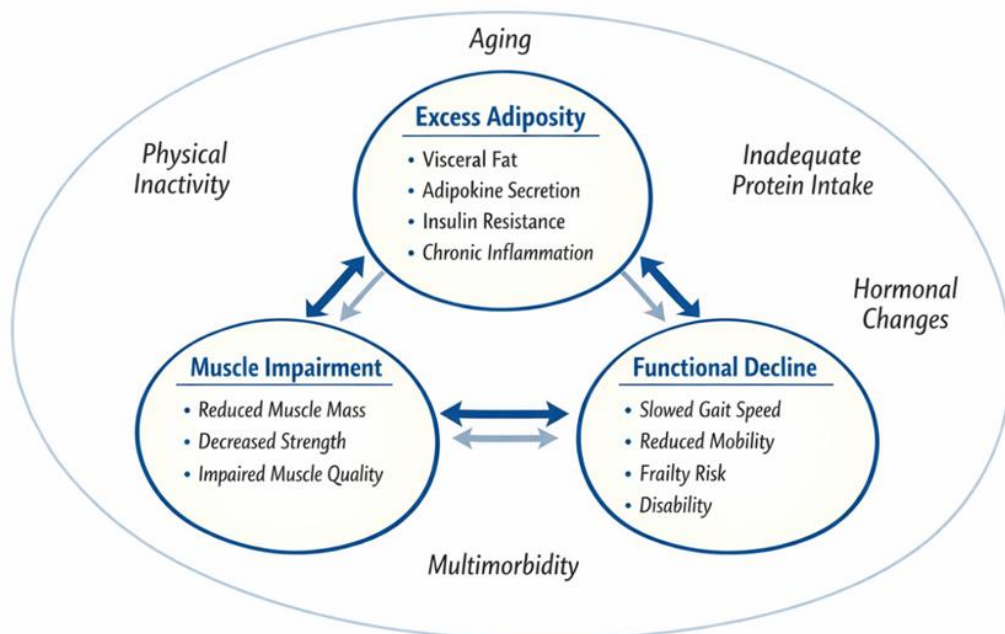 Aging
Physical
Inactivity
Inadequate
Protein Intake
Hormonal
Changes
Excess Adiposity
• Visceral Fat
• Adipokine Secretion
• Insulin Resistance
• Chronic Inflammation
Muscle Impairment
• Reduced Muscle Mass
• Decreased Strength
• Impaired Muscle Quality
Functional Decline
• Slowed Gait Speed
• Reduced Mobility
• Frailty Risk
• Disability
Multimorbidity